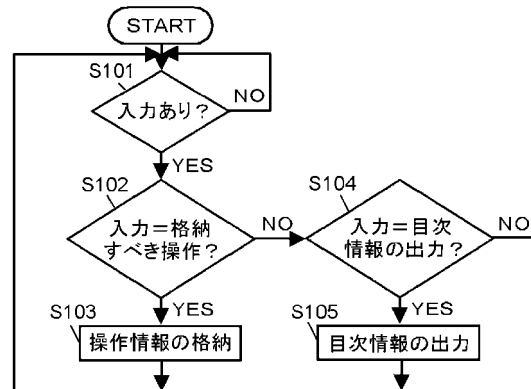 START
S101
入力あり?
NO
YES
S102
入力=格納
すべき操作?
NO
S104
入力=目次
情報の出力?
NO
YES
S103
操作情報の格納
YES
S105
目次情報の出力